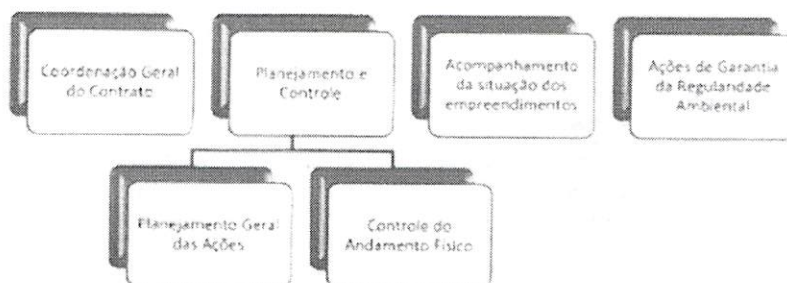 Coordenação Geral
do Contrato
Planejamento e
Controle
Acompanhamento
da situação dos
empreendimentos
Ações de Garantia
da Regularidade
Ambiental
Planejamento Geral
das Ações
Controle do
Andamento Físico